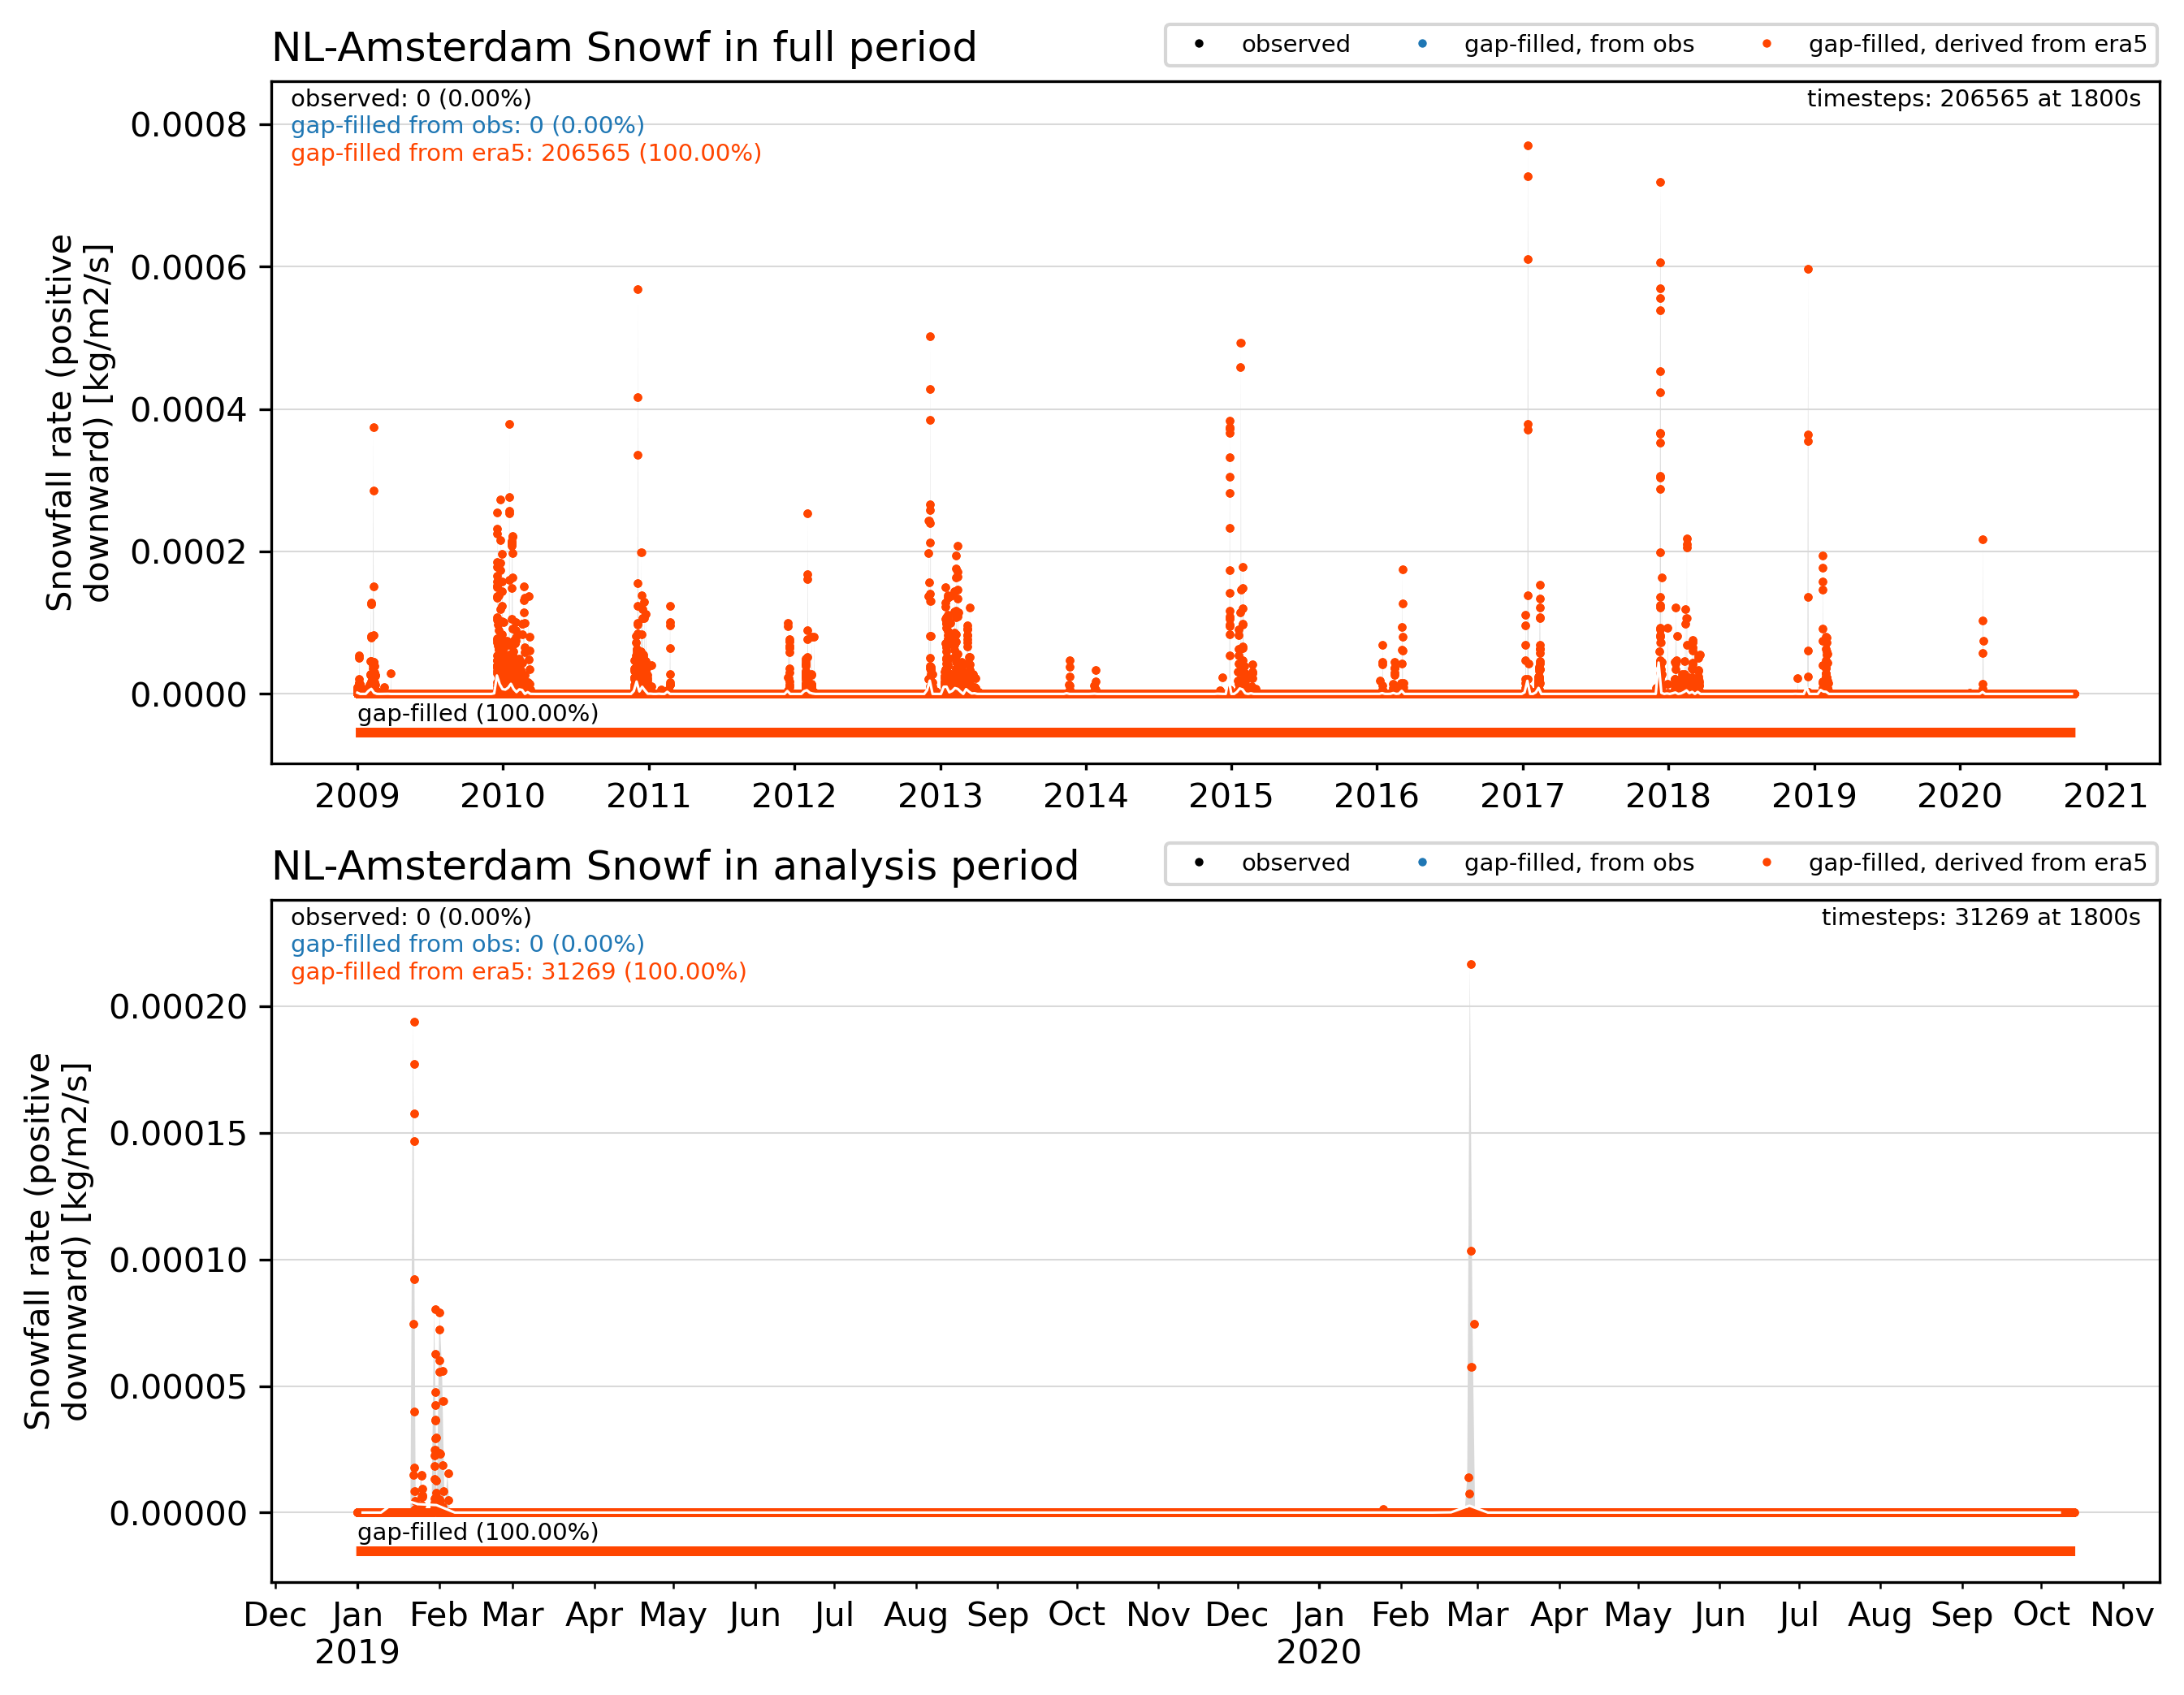 NL-Amsterdam Snowf in full period
observed gap-filled, from obs gap-filled, derived from era5
observed: 0 (0.00%)
gap-filled from obs: 0 (0.00%)
gap-filled from era5: 206565 (100.00%)
timesteps: 206565 at 1800s
Snowfall rate (positive
downward) [kg/m2/s]
0.0008
0.0006
0.0004
0.0002
0.0000
gap-filled (100.00%)
2009 2010 2011 2012 2013 2014 2015 2016 2017 2018 2019 2020 2021
NL-Amsterdam Snowf in analysis period
observed gap-filled, from obs gap-filled, derived from era5
observed: 0 (0.00%)
gap-filled from obs: 0 (0.00%)
gap-filled from era5: 31269 (100.00%)
timesteps: 31269 at 1800s
Snowfall rate (positive
downward) [kg/m2/s]
0.00020
0.00015
0.00010
0.00005
0.00000
gap-filled (100.00%)
Dec Jan Feb Mar Apr May Jun Jul Aug Sep Oct Nov Dec Jan Feb Mar Apr May Jun Jul Aug Sep Oct Nov
2019 2020